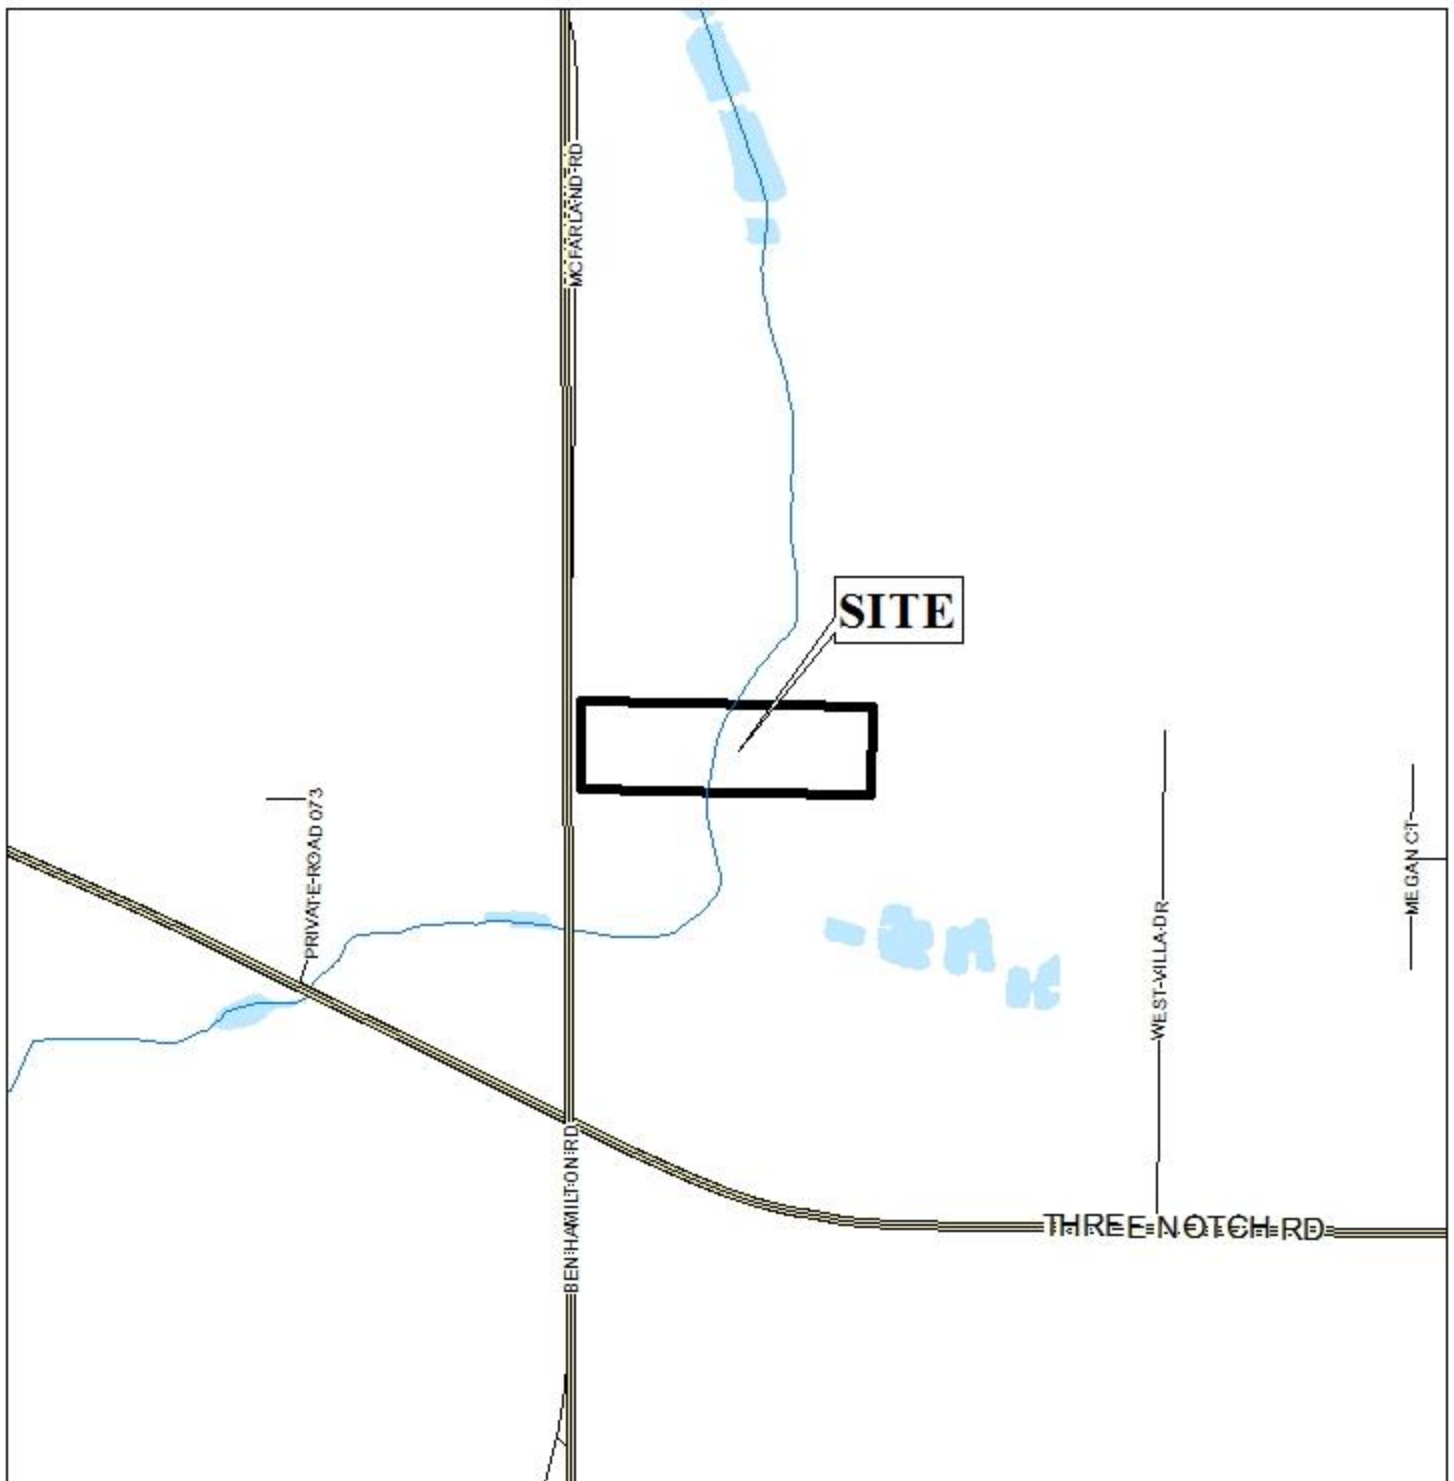 MCFARLAND RD
SITE
PRIVATE ROAD 073
MEGAN CT
WEST VILLA DR
BEN HAMILTON RD
THREE NOTCH RD